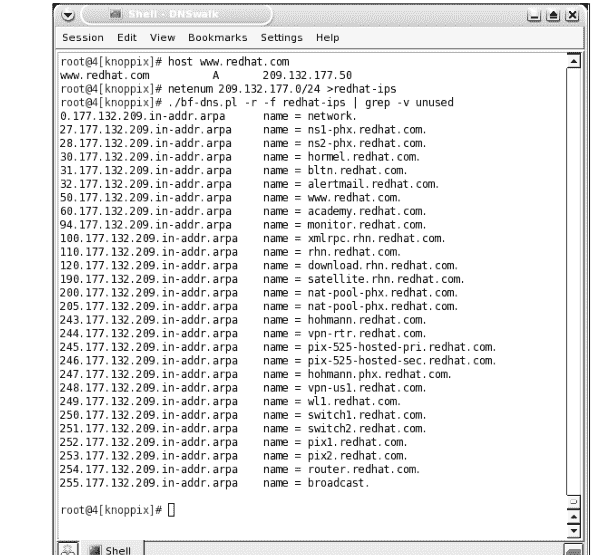 Shell - DNSwalk
Session Edit View Bookmarks Settings Help
root@4[knoppix]# host www.redhat.com
www.redhat.com A 209.132.177.50
root@4[knoppix]# netenum 209.132.177.0/24 >redhat-ips
root@4[knoppix]# ./bf-dns.pl -r -f redhat-ips | grep -v unused
0.177.132.209.in-addr.arpa name = network.
27.177.132.209.in-addr.arpa name = ns1-phx.redhat.com.
28.177.132.209.in-addr.arpa name = ns2-phx.redhat.com.
30.177.132.209.in-addr.arpa name = hormel.redhat.com.
31.177.132.209.in-addr.arpa name = bltn.redhat.com.
32.177.132.209.in-addr.arpa name = alertmail.redhat.com.
50.177.132.209.in-addr.arpa name = www.redhat.com.
60.177.132.209.in-addr.arpa name = academy.redhat.com.
94.177.132.209.in-addr.arpa name = monitor.redhat.com.
100.177.132.209.in-addr.arpa name = xmlrpc.rhn.redhat.com.
110.177.132.209.in-addr.arpa name = rhn.redhat.com.
120.177.132.209.in-addr.arpa name = download.rhn.redhat.com.
190.177.132.209.in-addr.arpa name = satellite.rhn.redhat.com.
200.177.132.209.in-addr.arpa name = nat-pool-phx.redhat.com.
205.177.132.209.in-addr.arpa name = nat-pool-phx.redhat.com.
243.177.132.209.in-addr.arpa name = hohmann.redhat.com.
244.177.132.209.in-addr.arpa name = vpn-rtr.redhat.com.
245.177.132.209.in-addr.arpa name = pix-525-hosted-pri.redhat.com.
246.177.132.209.in-addr.arpa name = pix-525-hosted-sec.redhat.com.
247.177.132.209.in-addr.arpa name = hohmann.phx.redhat.com.
248.177.132.209.in-addr.arpa name = vpn-us1.redhat.com.
249.177.132.209.in-addr.arpa name = wl1.redhat.com.
250.177.132.209.in-addr.arpa name = switch1.redhat.com.
251.177.132.209.in-addr.arpa name = switch2.redhat.com.
252.177.132.209.in-addr.arpa name = pix1.redhat.com.
253.177.132.209.in-addr.arpa name = pix2.redhat.com.
254.177.132.209.in-addr.arpa name = router.redhat.com.
255.177.132.209.in-addr.arpa name = broadcast.
root@4[knoppix]#
Shell